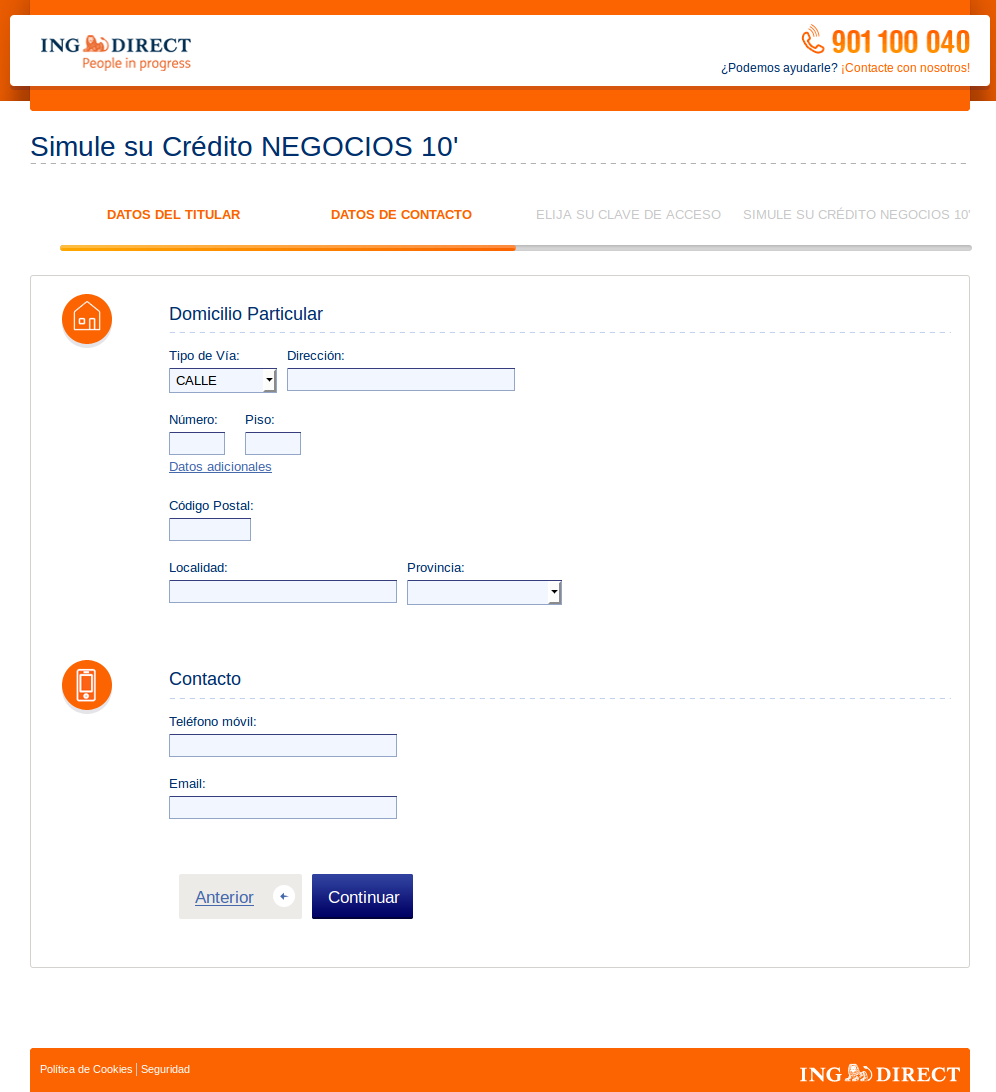 ING DIRECT
People in progress
901 100 040
¿Podemos ayudarle? ¡Contacte con nosotros!
Simule su Crédito NEGOCIOS 10'
DATOS DEL TITULAR DATOS DE CONTACTO ELIJA SU CLAVE DE ACCESO SIMULE SU CRÉDITO NEGOCIOS 10'
Domicilio Particular
Tipo de Vía: Dirección:
CALLE
Número: Piso:
Datos adicionales
Código Postal:
Localidad: Provincia:
Contacto
Teléfono móvil:
Email:
Anterior Continuar
Política de Cookies | Seguridad
ING DIRECT